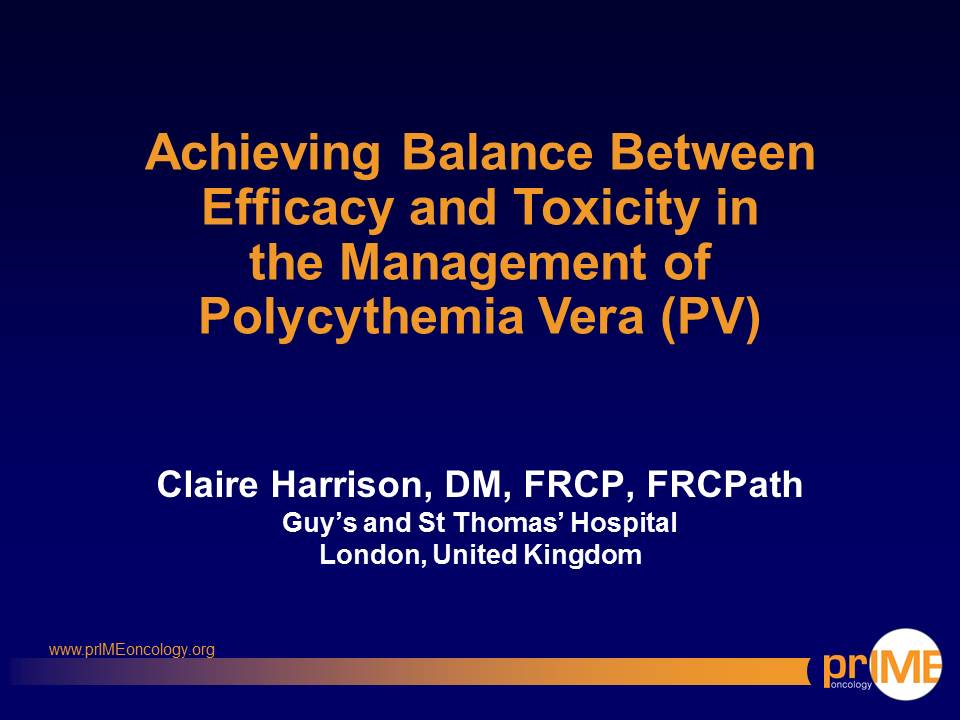 Achieving Balance Between
Efficacy and Toxicity in
the Management of
Polycythemia Vera (PV)
Claire Harrison, DM, FRCP, FRCPath
Guy’s and St Thomas’ Hospital
London, United Kingdom
www.prIMEoncology.org
prIME
oncology